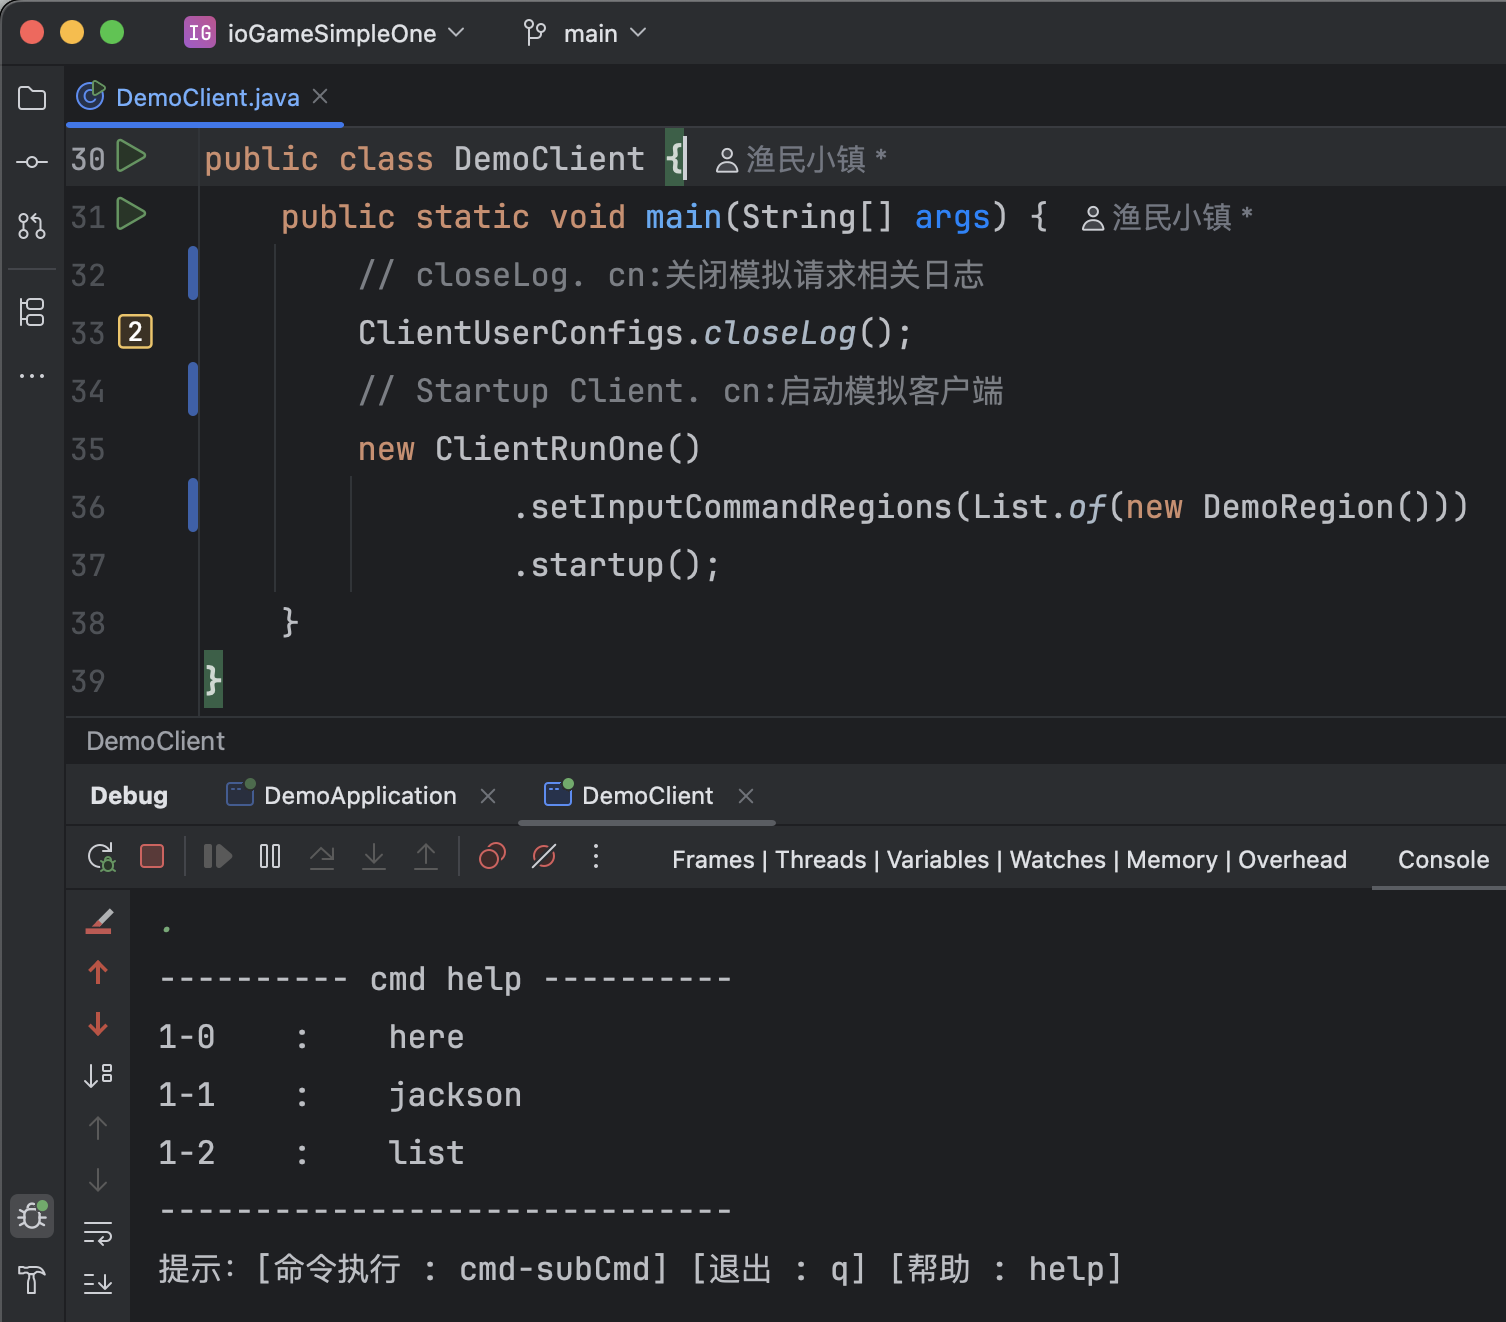 IG ioGameSimpleOne main
DemoClient.java
30 public class DemoClient { 渔民小镇 *
31 public static void main(String[] args) { 渔民小镇 *
32 // closeLog. cn:关闭模拟请求相关日志
33 2 ClientUserConfigs.closeLog();
34 // Startup Client. cn:启动模拟客户端
35 new ClientRunOne()
36 .setInputCommandRegions(List.of(new DemoRegion()))
37 .startup();
38 }
39 }
DemoClient
Debug DemoApplication DemoClient
Frames | Threads | Variables | Watches | Memory | Overhead Console
.
---------- cmd help ----------
1-0 : here
1-1 : jackson
1-2 : list
------------------------------
提示：[命令执行 : cmd-subCmd] [退出 : q] [帮助 : help]